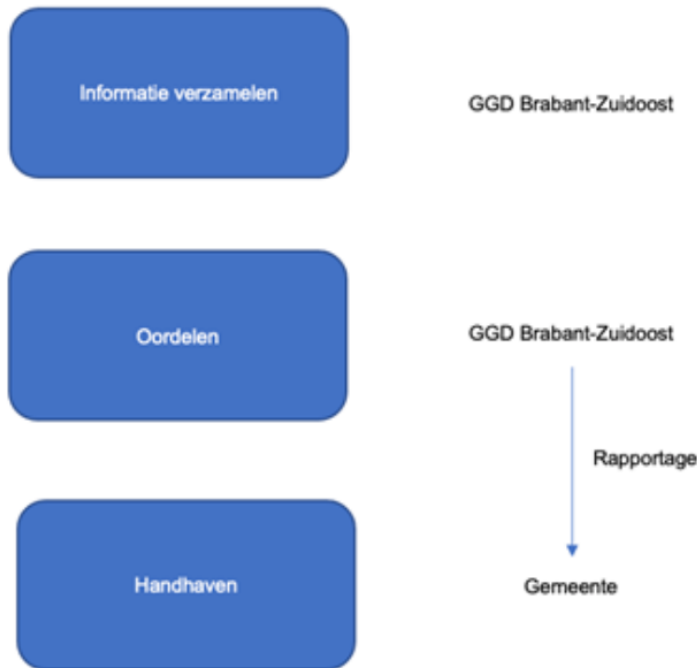 Informatie verzamelen
GGD Brabant-Zuidoost
Oordelen
GGD Brabant-Zuidoost
Rapportage
Handhaven
Gemeente